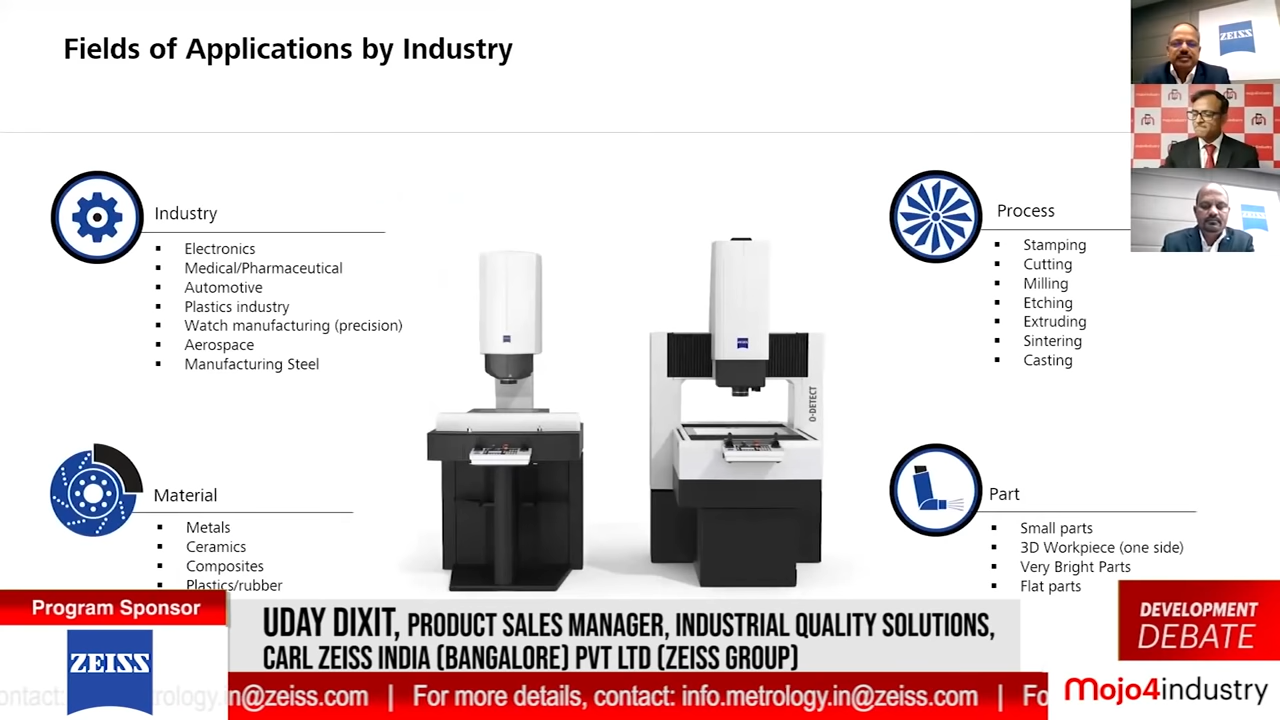 Fields of Applications by Industry
ZEISS
Industry
▪ Electronics
▪ Medical/Pharmaceutical
▪ Automotive
▪ Plastics industry
▪ Watch manufacturing (precision)
▪ Aerospace
▪ Manufacturing Steel
Process
▪ Stamping
▪ Cutting
▪ Milling
▪ Etching
▪ Extruding
▪ Sintering
▪ Casting
O-DETECT
Material
▪ Metals
▪ Ceramics
▪ Composites
▪ Plastics/rubber
Part
▪ Small parts
▪ 3D Workpiece (one side)
▪ Very Bright Parts
▪ Flat parts
Program Sponsor
ZEISS
UDAY DIXIT, PRODUCT SALES MANAGER, INDUSTRIAL QUALITY SOLUTIONS,
CARL ZEISS INDIA (BANGALORE) PVT LTD (ZEISS GROUP)
DEVELOPMENT
DEBATE
ontact: trology.in@zeiss.com | For more details, contact: info.metrology.in@zeiss.com | Fo
Mojo4industry